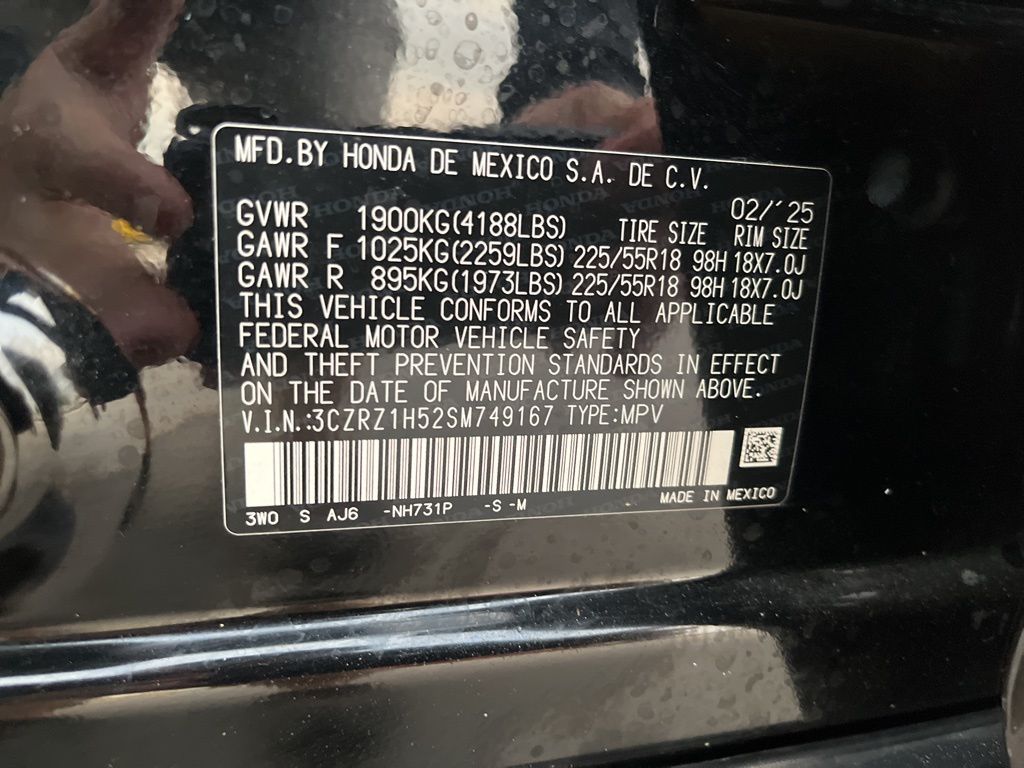 MFD.BY HONDA DE MEXICO S.A. DE C.V.
02/'25
GVWR 1900KG(4188LBS) TIRE SIZE RIM SIZE
GAWR F 1025KG(2259LBS) 225/55R18 98H 18X7.0J
GAWR R 895KG(1973LBS) 225/55R18 98H 18X7.0J
THIS VEHICLE CONFORMS TO ALL APPLICABLE
FEDERAL MOTOR VEHICLE SAFETY
AND THEFT PREVENTION STANDARDS IN EFFECT
ON THE DATE OF MANUFACTURE SHOWN ABOVE.
V.I.N.:3CZRZ1H52SM749167 TYPE:MPV
MADE IN MEXICO
3W0 S AJ6 -NH731P -S -M